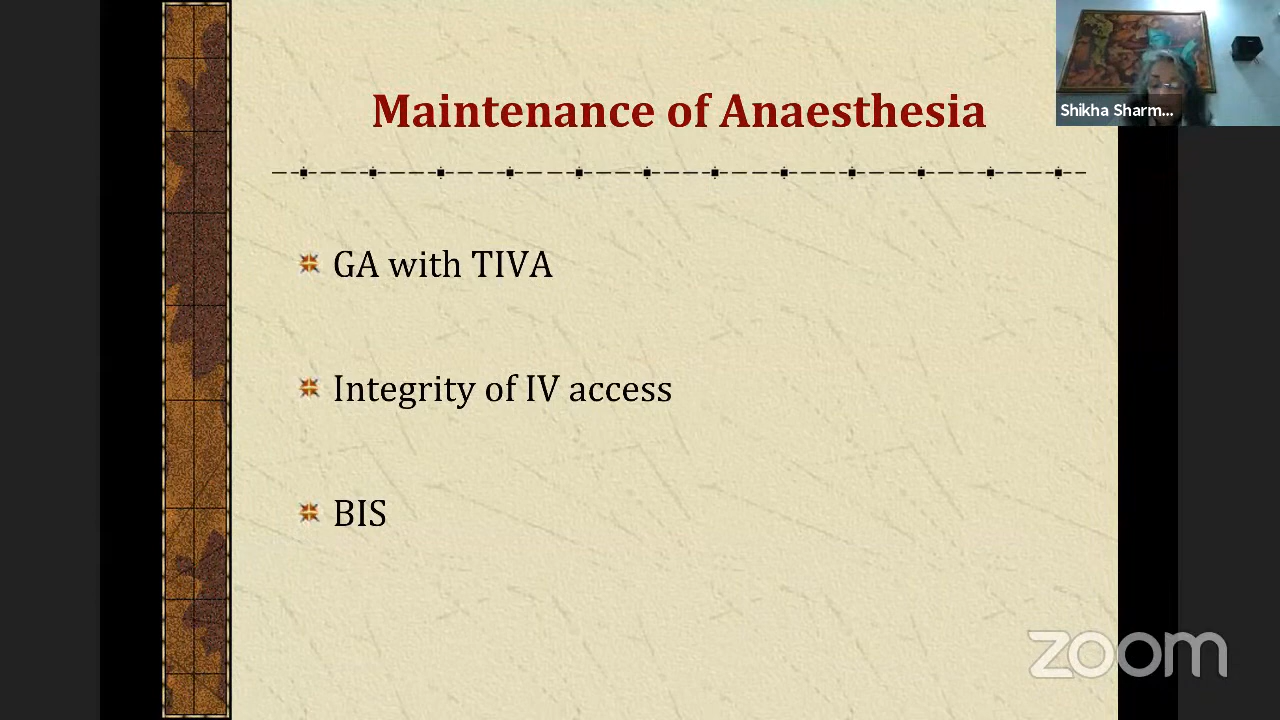 Maintenance of Anaesthesia
Shikha Sharm...
GA with TIVA
Integrity of IV access
BIS
zoom